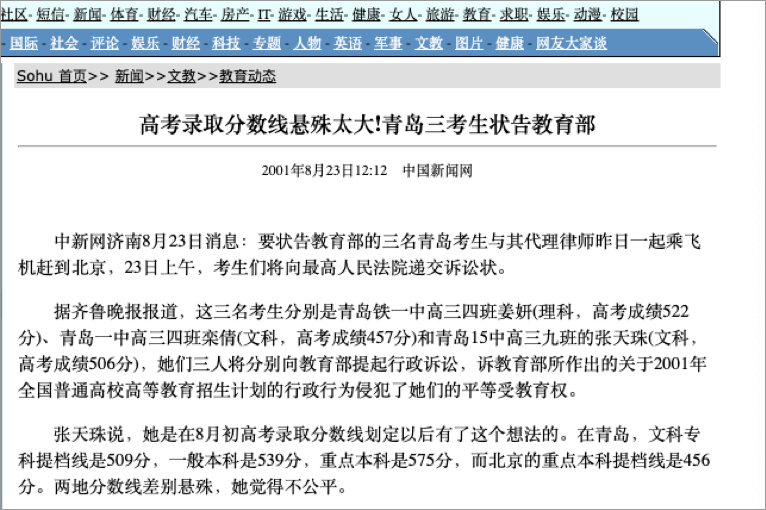 社区- 短信- 新闻- 体育- 财经- 汽车- 房产- IT- 游戏- 生活- 健康- 女人- 旅游- 教育- 求职- 娱乐- 动漫- 校园
- 国际 - 社会 - 评论 - 娱乐 - 财经 - 科技 - 专题 - 人物 - 英语 - 军事 - 文教 - 图片 - 健康 - 网友大家谈
Sohu 首页>> 新闻>>文教>>教育动态
高考录取分数线悬殊太大!青岛三考生状告教育部
2001年8月23日12:12 中国新闻网
中新网济南8月23日消息：要状告教育部的三名青岛考生与其代理律师昨日一起乘飞
机赶到北京，23日上午，考生们将向最高人民法院递交诉讼状。
据齐鲁晚报报道，这三名考生分别是青岛铁一中高三四班姜妍(理科，高考成绩522
分)、青岛一中高三四班栾倩(文科，高考成绩457分)和青岛15中高三九班的张天珠(文科，
高考成绩506分)，她们三人将分别向教育部提起行政诉讼，诉教育部所作出的关于2001年
全国普通高校高等教育招生计划的行政行为侵犯了她们的平等受教育权。
张天珠说，她是在8月初高考录取分数线划定以后有了这个想法的。在青岛，文科专
科提档线是509分，一般本科是539分，重点本科是575分，而北京的重点本科提档线是456
分。两地分数线差别悬殊，她觉得不公平。